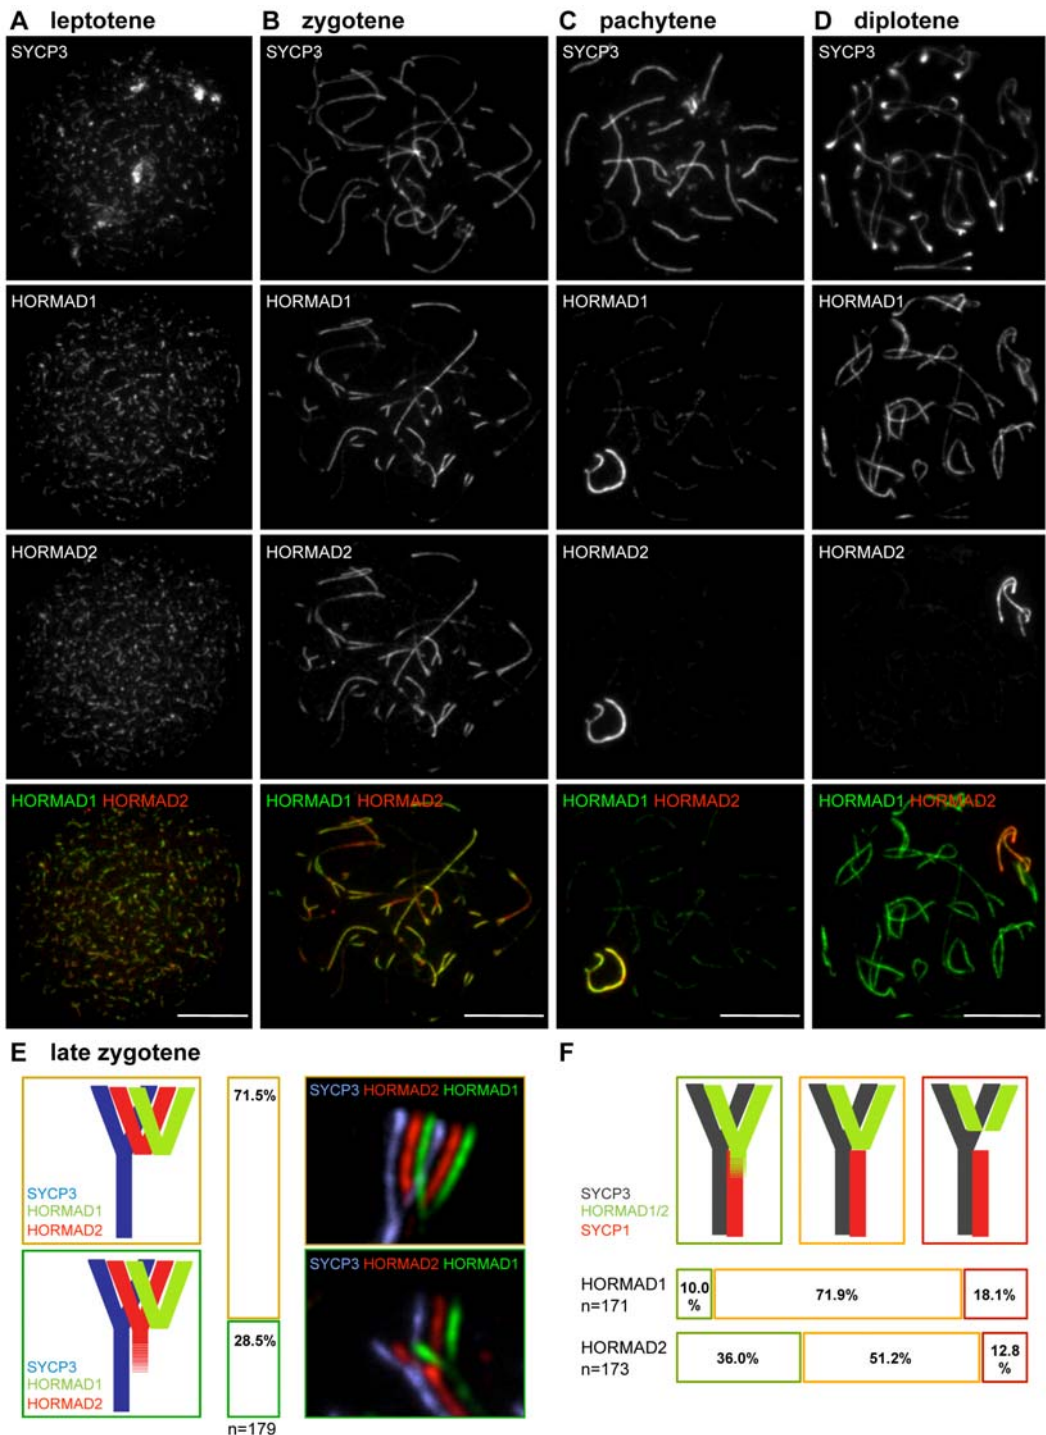 A leptotene
B zygotene
C pachytene
D diplotene
SYCP3
SYCP3
SYCP3
SYCP3
HORMAD1
HORMAD1
HORMAD1
HORMAD1
HORMAD2
HORMAD2
HORMAD2
HORMAD2
HORMAD1 HORMAD2
HORMAD1 HORMAD2
HORMAD1 HORMAD2
HORMAD1 HORMAD2
E late zygotene
SYCP3
HORMAD1
HORMAD2
71.5%
SYCP3 HORMAD2 HORMAD1
SYCP3
HORMAD1
HORMAD2
28.5%
n=179
SYCP3 HORMAD2 HORMAD1
F
SYCP3
HORMAD1/2
SYCP1
HORMAD1
n=171
10.0
%
71.9%
18.1%
HORMAD2
n=173
36.0%
51.2%
12.8
%